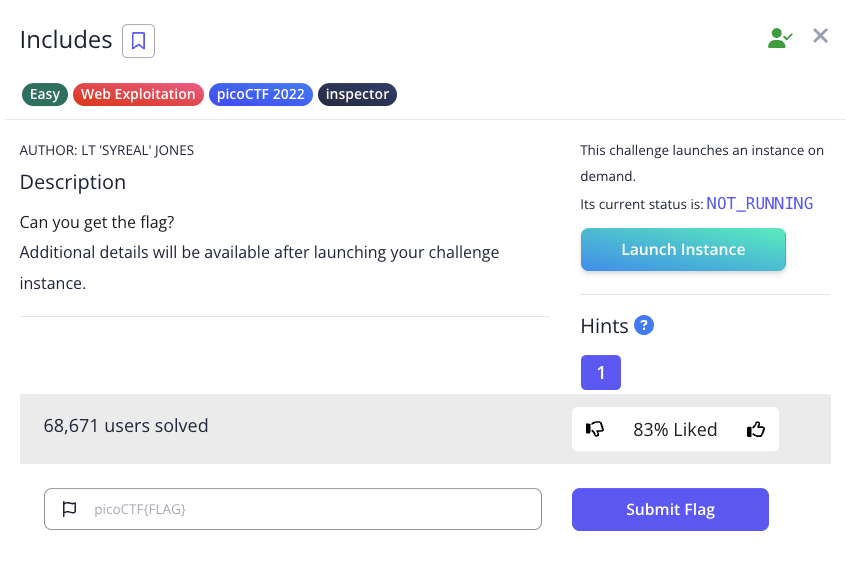 Includes
Easy Web Exploitation picoCTF 2022 inspector
AUTHOR: LT 'SYREAL' JONES
Description
Can you get the flag?
Additional details will be available after launching your challenge
instance.
This challenge launches an instance on
demand.
Its current status is: NOT_RUNNING
Launch Instance
Hints ?
1
68,671 users solved
83% Liked
picoCTF{FLAG}
Submit Flag